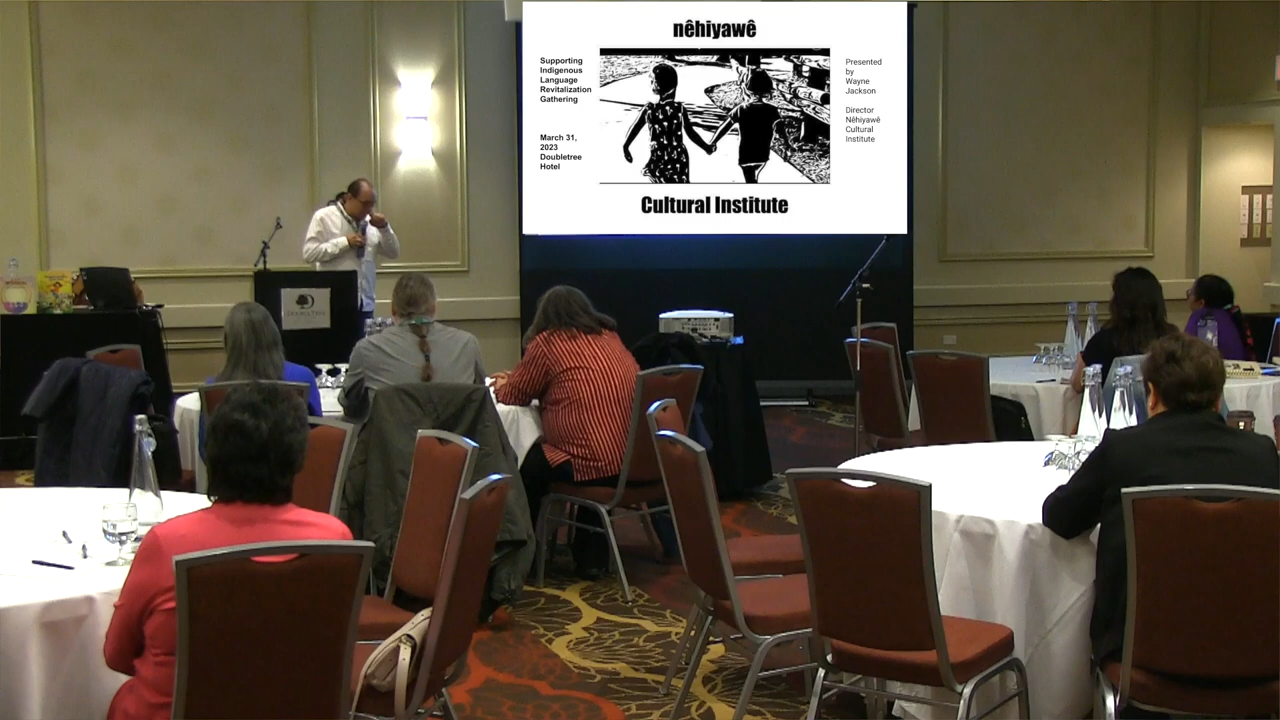 nêhiyawê
Supporting
Indigenous
Language
Revitalization
Gathering
March 31,
2023
Doubletree
Hotel
Presented
by
Wayne
Jackson
Director
Nêhiyawê
Cultural
Institute
Cultural Institute
DOUBLETREE